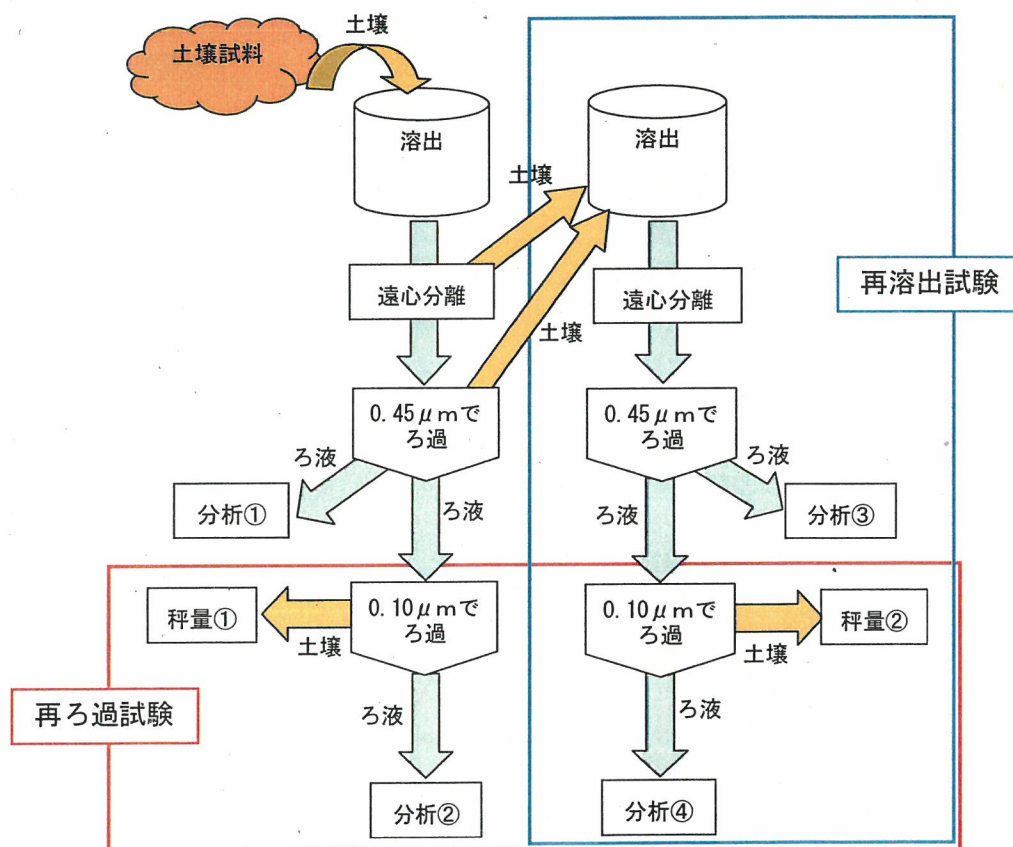 土壌
土壌試料
溶出
溶出
土壌
遠心分離
遠心分離
再溶出試験
土壌
0.45μmで
ろ過
0.45μmで
ろ過
ろ液
ろ液
分析①
ろ液
ろ液
分析③
秤量①
0.10μmで
ろ過
0.10μmで
ろ過
秤量②
土壌
土壌
再ろ過試験
ろ液
ろ液
分析②
分析④